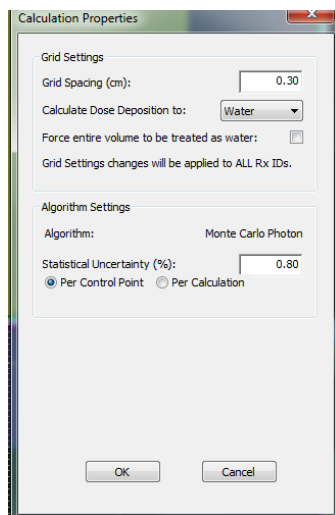 Calculation Properties
Grid Settings
Grid Spacing (cm): 0.30
Calculate Dose Deposition to: Water
Force entire volume to be treated as water:
Grid Settings changes will be applied to ALL Rx IDs.
Algorithm Settings
Algorithm: Monte Carlo Photon
Statistical Uncertainty (%): 0.80
Per Control Point Per Calculation
OK Cancel